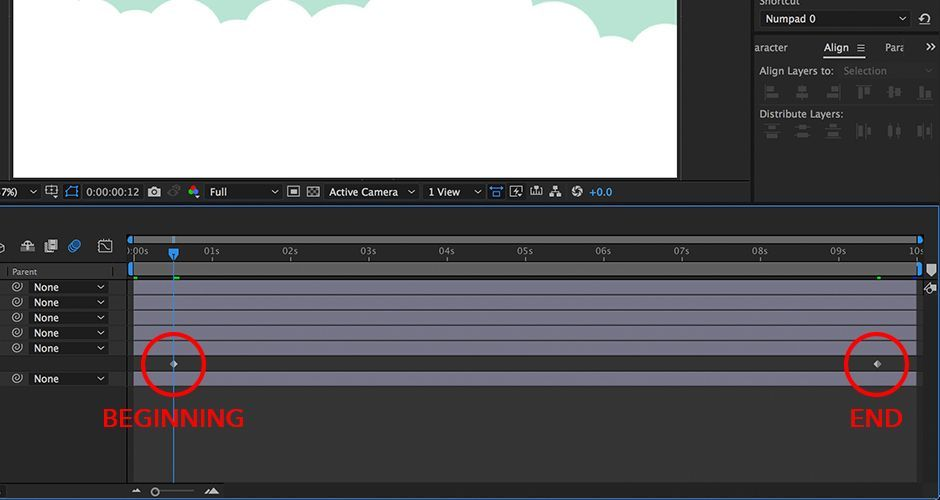 Shortcut
Numpad 0
aracter Align Para
Align Layers to: Selection
Distribute Layers:
7%) 0:00:00:12 Full Active Camera 1 View +0.0
:00s 01s 02s 03s 04s 05s 06s 07s 08s 09s 10s
Parent
None
None
None
None
None
None
BEGINNING
END